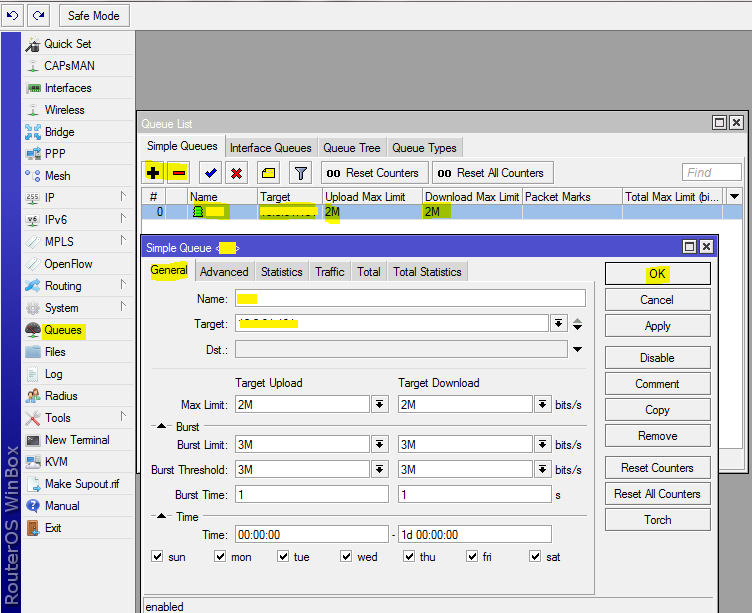 Safe Mode
Quick Set
CAPsMAN
Interfaces
Wireless
Bridge
PPP
Mesh
IP
IPv6
MPLS
OpenFlow
Routing
System
Queues
Files
Log
Radius
Tools
New Terminal
KVM
Make Supout.rif
Manual
Exit
RouterOS WinBox
Queue List
Simple Queues Interface Queues Queue Tree Queue Types
00 Reset Counters 00 Reset All Counters Find
# Name Target Upload Max Limit Download Max Limit Packet Marks Total Max Limit (bi...
0 2M 2M
Simple Queue < >
General Advanced Statistics Traffic Total Total Statistics
Name:
Target:
Dst.:
Target Upload Target Download
Max Limit: 2M 2M bits/s
Burst
Burst Limit: 3M 3M bits/s
Burst Threshold: 3M 3M bits/s
Burst Time: 1 1 s
Time
Time: 00:00:00 - 1d 00:00:00
sun mon tue wed thu fri sat
enabled
OK
Cancel
Apply
Disable
Comment
Copy
Remove
Reset Counters
Reset All Counters
Torch